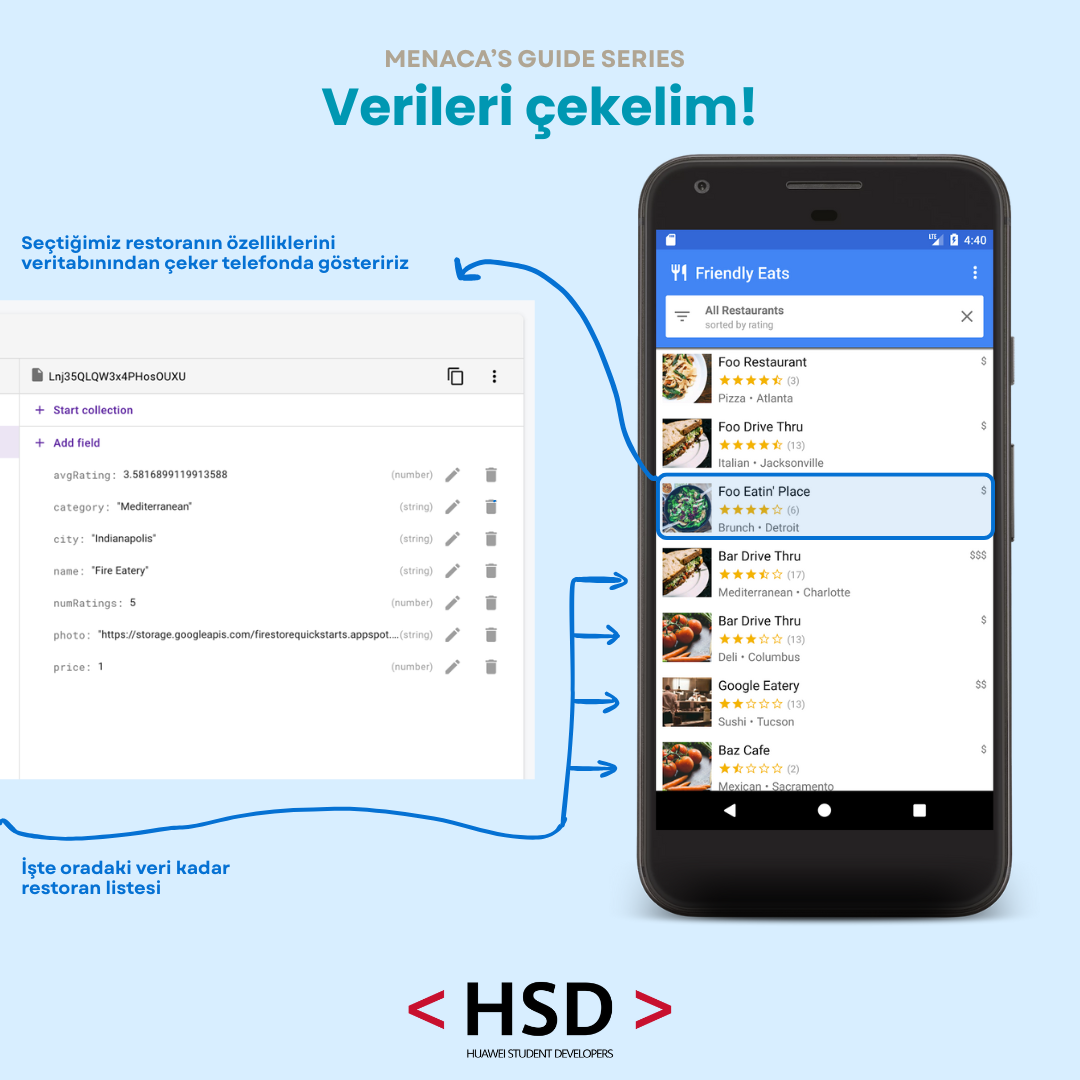 MENACA'S GUIDE SERIES
Verileri çekelim!
Seçtiğimiz restoranın özelliklerini
veritabınından çeker telefonda gösteririz
Lnj35QLQW3x4PHosOUXU
+ Start collection
+ Add field
avgRating: 3.5816899119913588 (number)
category: "Mediterranean" (string)
city: "Indianapolis" (string)
name: "Fire Eatery" (string)
numRatings: 5 (number)
photo: "https://storage.googleapis.com/firestorequickstarts.appspot.... (string)
price: 1 (number)
İşte oradaki veri kadar
restoran listesi
LTE 4:40
Friendly Eats
All Restaurants
sorted by rating
Foo Restaurant $
(3)
Pizza • Atlanta
Foo Drive Thru $
(13)
Italian • Jacksonville
Foo Eatin' Place $
(6)
Brunch • Detroit
Bar Drive Thru $$$
(17)
Mediterranean • Charlotte
Bar Drive Thru $
(13)
Deli • Columbus
Google Eatery $$
(13)
Sushi • Tucson
Baz Cafe $
(2)
Mexican • Sacramento
< HSD >
HUAWEI STUDENT DEVELOPERS